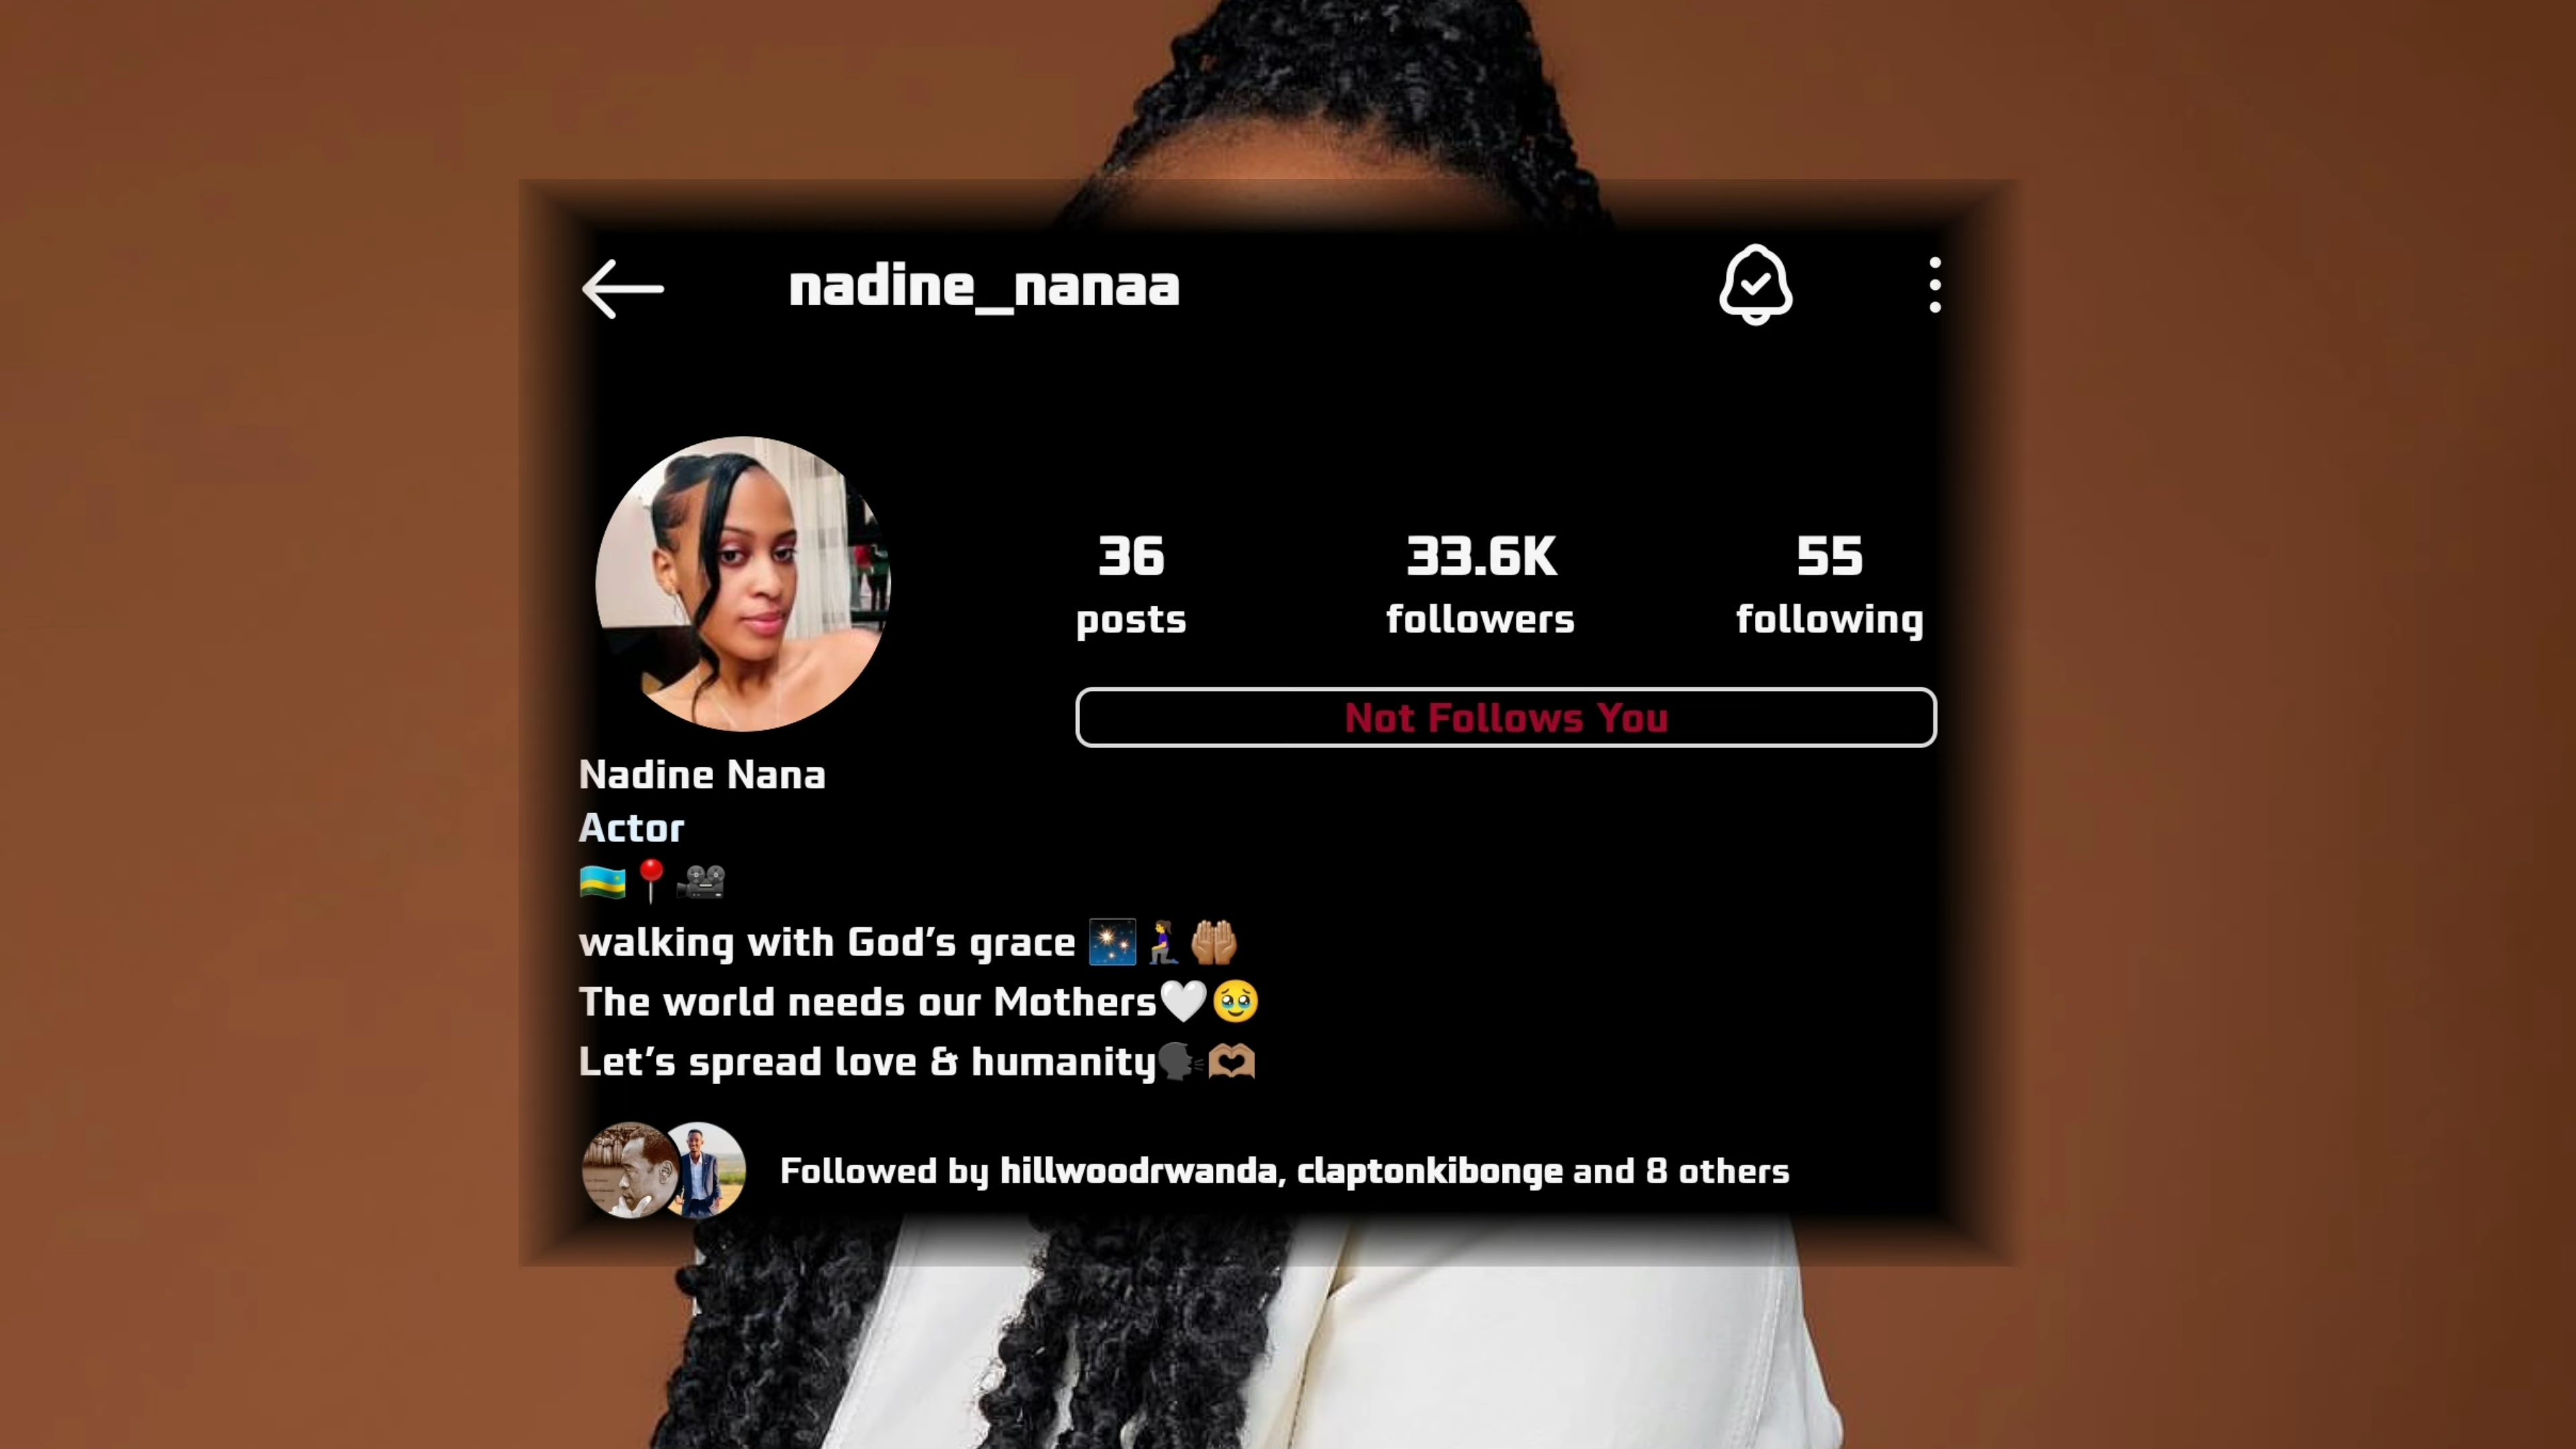 nadine_nanaa
36
posts
33.6K
followers
55
following
Not Follows You
Nadine Nana
Actor
🇷🇼📍🎥
walking with God’s grace 🎇🧎‍♀️🤲🏽
The world needs our Mothers🤍🥹
Let’s spread love & humanity🗣️🫶🏽
Followed by hillwoodrwanda, claptonkibonge and 8 others